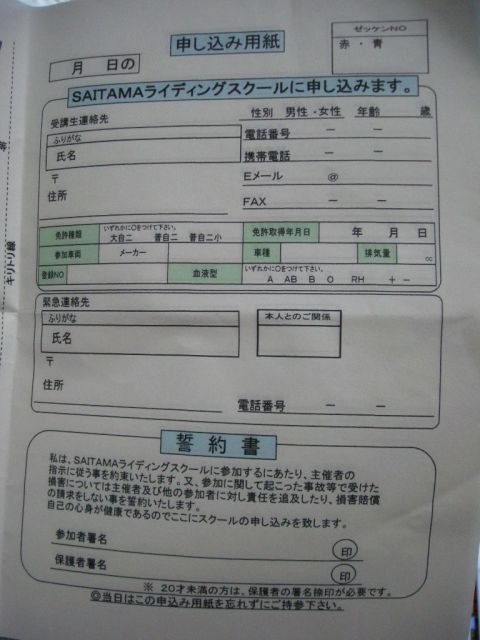 申し込み用紙
ゼッケンNO
赤・青
月　日の
SAITAMAライディングスクールに申し込みます。
受講生連絡先
性別　男性・女性　年齢　歳
ふりがな
電話番号　－　－
氏名
携帯電話　－　－
〒
Eメール　@
住所
FAX　－　－
免許種類
いずれかに○をつけて下さい。
大自二　普自二　普自二小
免許取得年月日
年　月　日
参加車両
メーカー
車種
排気量
cc
登録NO
血液型
いずれかに○をつけて下さい。
A　AB　B　O　RH　＋－
緊急連絡先
ふりがな
本人とのご関係
氏名
〒
住所
電話番号　－　－
誓約書
私は、SAITAMAライディングスクールに参加するにあたり、主催者の
指示に従う事を約束いたします。又、参加に関して起こった事故等で受けた
損害については主催者及び他の参加者に対し責任を追及したり、損害賠償
の請求をしない事を誓約いたします。
自己の心身が健康であるのでここにスクールの申し込みを致します。
参加者署名　印
保護者署名　印
※ 20才未満の方は、保護者の署名捺印が必要です。
◎当日はこの申込み用紙を忘れずにご持参下さい。
キリトリ線